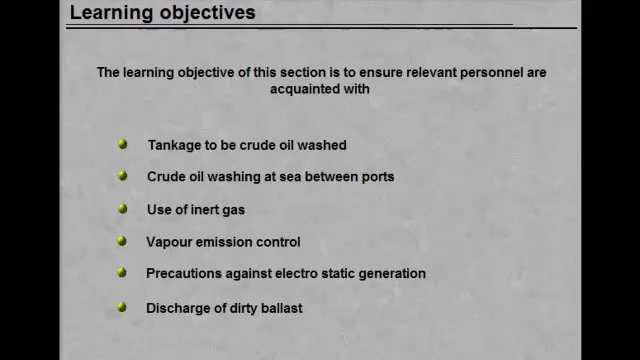 Learning objectives
The learning objective of this section is to ensure relevant personnel are
acquainted with
Tankage to be crude oil washed
Crude oil washing at sea between ports
Use of inert gas
Vapour emission control
Precautions against electro static generation
Discharge of dirty ballast